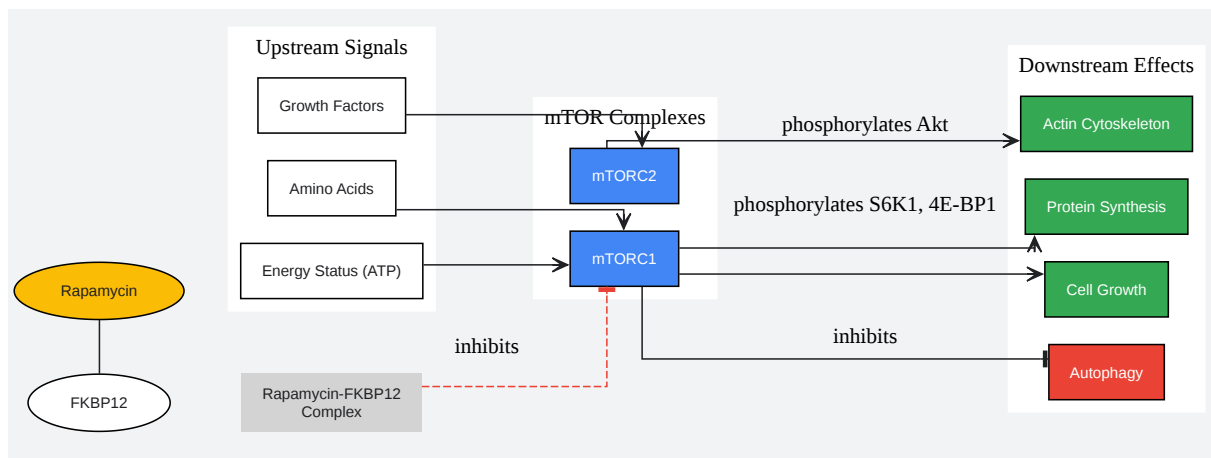 Upstream Signals
Growth Factors
Amino Acids
Energy Status (ATP)
Rapamycin
FKBP12
Rapamycin-FKBP12
Complex
inhibits
mTOR Complexes
mTORC2
mTORC1
phosphorylates Akt
phosphorylates S6K1, 4E-BP1
inhibits
Downstream Effects
Actin Cytoskeleton
Protein Synthesis
Cell Growth
Autophagy